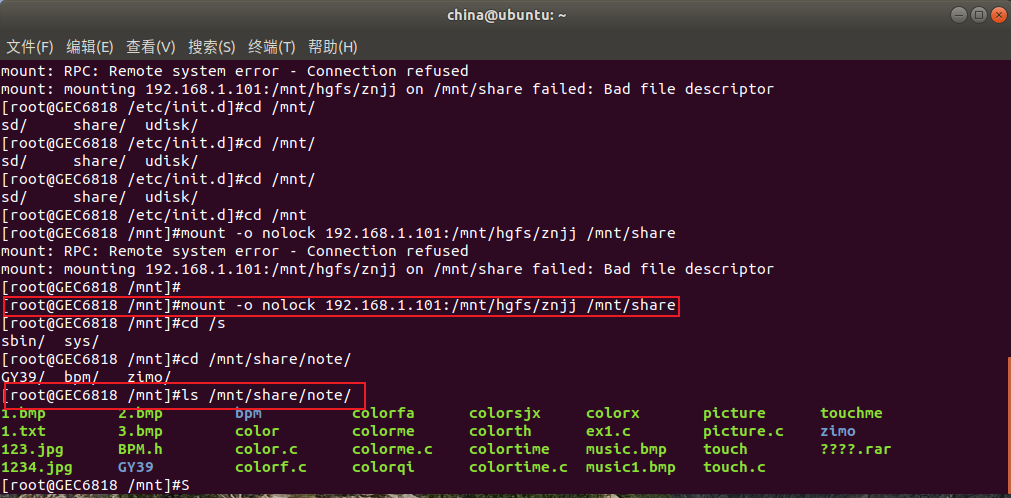 china@ubuntu: ~
文件(F) 编辑(E) 查看(V) 搜索(S) 终端(T) 帮助(H)
mount: RPC: Remote system error - Connection refused
mount: mounting 192.168.1.101:/mnt/hgfs/znjj on /mnt/share failed: Bad file descriptor
[root@GEC6818 /etc/init.d]#cd /mnt/
sd/     share/  udisk/
[root@GEC6818 /etc/init.d]#cd /mnt/
sd/     share/  udisk/
[root@GEC6818 /etc/init.d]#cd /mnt/
sd/     share/  udisk/
[root@GEC6818 /etc/init.d]#cd /mnt
[root@GEC6818 /mnt]#mount -o nolock 192.168.1.101:/mnt/hgfs/znjj /mnt/share
mount: RPC: Remote system error - Connection refused
mount: mounting 192.168.1.101:/mnt/hgfs/znjj on /mnt/share failed: Bad file descriptor
[root@GEC6818 /mnt]#
[root@GEC6818 /mnt]#mount -o nolock 192.168.1.101:/mnt/hgfs/znjj /mnt/share
[root@GEC6818 /mnt]#cd /s
sbin/  sys/
[root@GEC6818 /mnt]#cd /mnt/share/note/
GY39/  bpm/   zimo/
[root@GEC6818 /mnt]#ls /mnt/share/note/
1.bmp        2.bmp        bpm          colorfa      colorsjx     colorx       picture      touchme
1.txt        3.bmp        color        colorme      colorth      ex1.c        picture.c    zimo
123.jpg      BPM.h        color.c      colorme.c    colortime    music.bmp    touch        ????.rar
1234.jpg     GY39         colorf.c     colorqi      colortime.c  music1.bmp   touch.c
[root@GEC6818 /mnt]#S